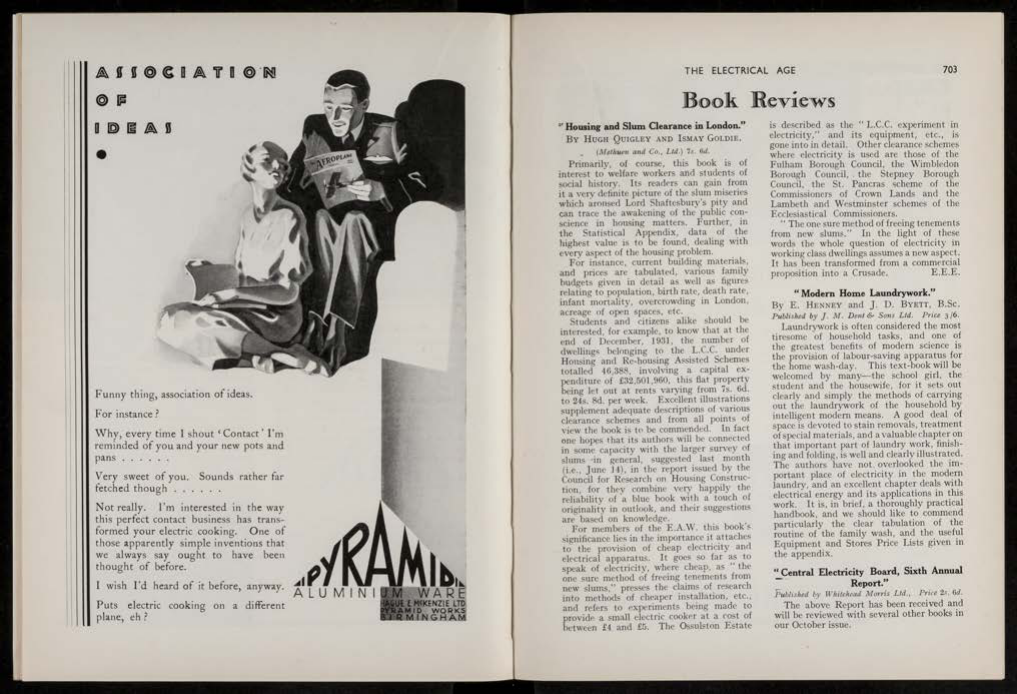 ASSOCIATION
OF
IDEAS
AEROPLANE
Funny thing, association of ideas.
For instance?
Why, every time I shout ‘Contact’ I’m
reminded of you and your new pots and
pans . . . . . .
Very sweet of you. Sounds rather far
fetched though . . . . . .
Not really. I’m interested in the way
this perfect contact business has trans-
formed your electric cooking. One of
those apparently simple inventions that
we always say ought to have been
thought of before.
I wish I’d heard of it before, anyway.
Puts electric cooking on a different
plane, eh?
PYRAMID
ALUMINIUM WARE
HAGUE & MCKENZIE LTD
PYRAMID WORKS
BIRMINGHAM
THE ELECTRICAL AGE 703
Book Reviews
"Housing and Slum Clearance in London."
By Hugh Quigley and Ismay Goldie.
(Methuen and Co., Ltd.) 7s. 6d.
Primarily, of course, this book is of
interest to welfare workers and students of
social history. Its readers can gain from
it a very definite picture of the slum miseries
which aroused Lord Shaftesbury's pity and
can trace the awakening of the public con-
science in housing matters. Further, in
the Statistical Appendix, data of the
highest value is to be found, dealing with
every aspect of the housing problem.
For instance, current building materials,
and prices are tabulated, various family
budgets given in detail as well as figures
relating to population, birth rate, death rate,
infant mortality, overcrowding in London,
acreage of open spaces, etc.
Students and citizens alike should be
interested, for example, to know that at the
end of December, 1931, the number of
dwellings belonging to the L.C.C. under
Housing and Re-housing Assisted Schemes
totalled 46,388, involving a capital ex-
penditure of £32,501,960, this flat property
being let out at rents varying from 7s. 6d.
to 24s. 8d. per week. Excellent illustrations
supplement adequate descriptions of various
clearance schemes and from all points of
view the book is to be commended. In fact
one hopes that its authors will be connected
in some capacity with the larger survey of
slums in general, suggested last month
(i.e., June 14), in the report issued by the
Council for Research on Housing Construc-
tion, for they combine very happily the
reliability of a blue book with a touch of
originality in outlook, and their suggestions
are based on knowledge.
For members of the E.A.W. this book's
significance lies in the importance it attaches
to the provision of cheap electricity and
electrical apparatus. It goes so far as to
speak of electricity, where cheap, as " the
one sure method of freeing tenements from
new slums," presses the claims of research
into methods of cheaper installation, etc.,
and refers to experiments being made to
provide a small electric cooker at a cost of
between £4 and £5. The Ossulston Estate
is described as the " L.C.C. experiment in
electricity," and its equipment, etc., is
gone into in detail. Other clearance schemes
where electricity is used are those of the
Fulham Borough Council, the Wimbledon
Borough Council, the Stepney Borough
Council, the St. Pancras scheme of the
Commissioners of Crown Lands and the
Lambeth and Westminster schemes of the
Ecclesiastical Commissioners.
" The one sure method of freeing tenements
from new slums." In the light of these
words the whole question of electricity in
working class dwellings assumes a new aspect.
It has been transformed from a commercial
proposition into a Crusade. E.E.E.
"Modern Home Laundrywork."
By E. Henney and J. D. Byett, B.Sc.
Published by J. M. Dent & Sons Ltd. Price 3/6.
Laundrywork is often considered the most
tiresome of household tasks, and one of
the greatest benefits of modern science is
the provision of labour-saving apparatus for
the home wash-day. This text-book will be
welcomed by many—the school girl, the
student and the housewife, for it sets out
clearly and simply the methods of carrying
out the laundrywork of the household by
intelligent modern means. A good deal of
space is devoted to stain removals, treatment
of special materials, and a valuable chapter on
that important part of laundry work, finish-
ing and folding, is well and clearly illustrated.
The authors have not overlooked the im-
portant place of electricity in the modern
laundry, and an excellent chapter deals with
electrical energy and its applications in this
work. It is, in brief, a thoroughly practical
handbook, and we should like to commend
particularly the clear tabulation of the
routine of the family wash, and the useful
Equipment and Stores Price Lists given in
the appendix.
"Central Electricity Board, Sixth Annual
Report."
Published by Whitehead Morris Ltd., Price 2s. 6d.
The above Report has been received and
will be reviewed with several other books in
our October issue.